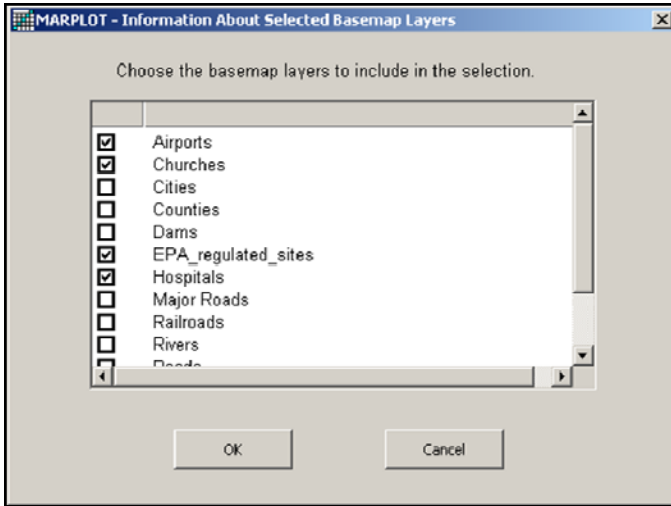 MARPLOT - Information About Selected Basemap Layers
Choose the basemap layers to include in the selection.
Airports
Churches
Cities
Counties
Dams
EPA_regulated_sites
Hospitals
Major Roads
Railroads
Rivers
Roads
OK
Cancel